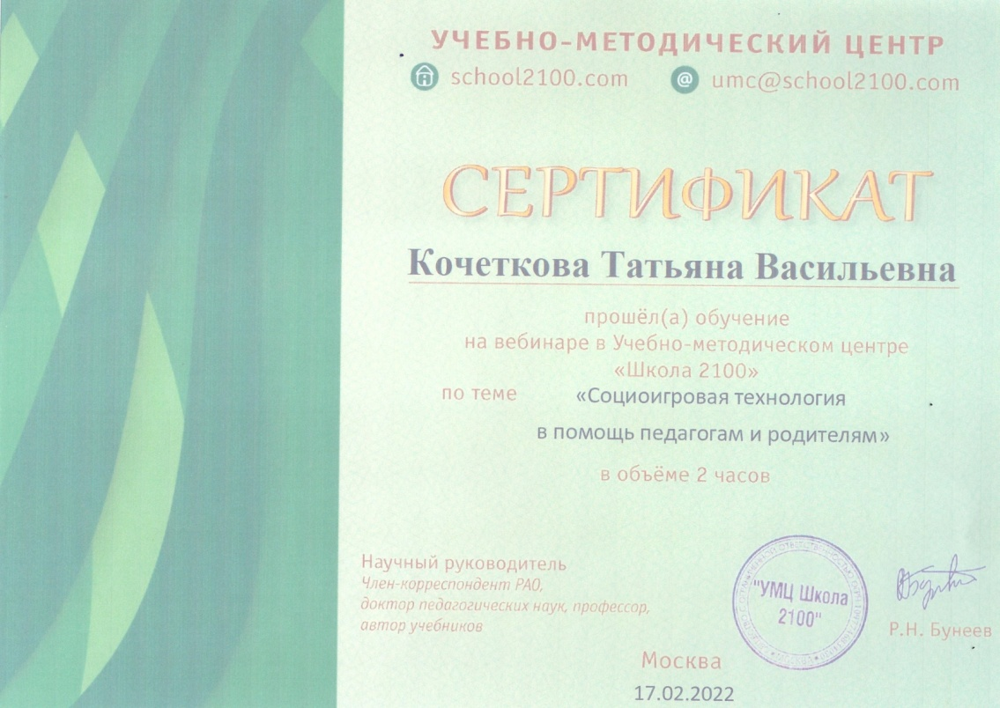 УЧЕБНО-МЕТОДИЧЕСКИЙ ЦЕНТР
school2100.com @ umc@school2100.com
СЕРТИФИКАТ
Кочеткова Татьяна Васильевна
прошёл(а) обучение
на вебинаре в Учебно-методическом центре
«Школа 2100»
по теме «Социоигровая технология
в помощь педагогам и родителям»
в объёме 2 часов
Научный руководитель
Член-корреспондент РАО,
доктор педагогических наук, профессор,
автор учебников
"УМЦ Школа
2100"
Р.Н. Бунеев
Москва
17.02.2022